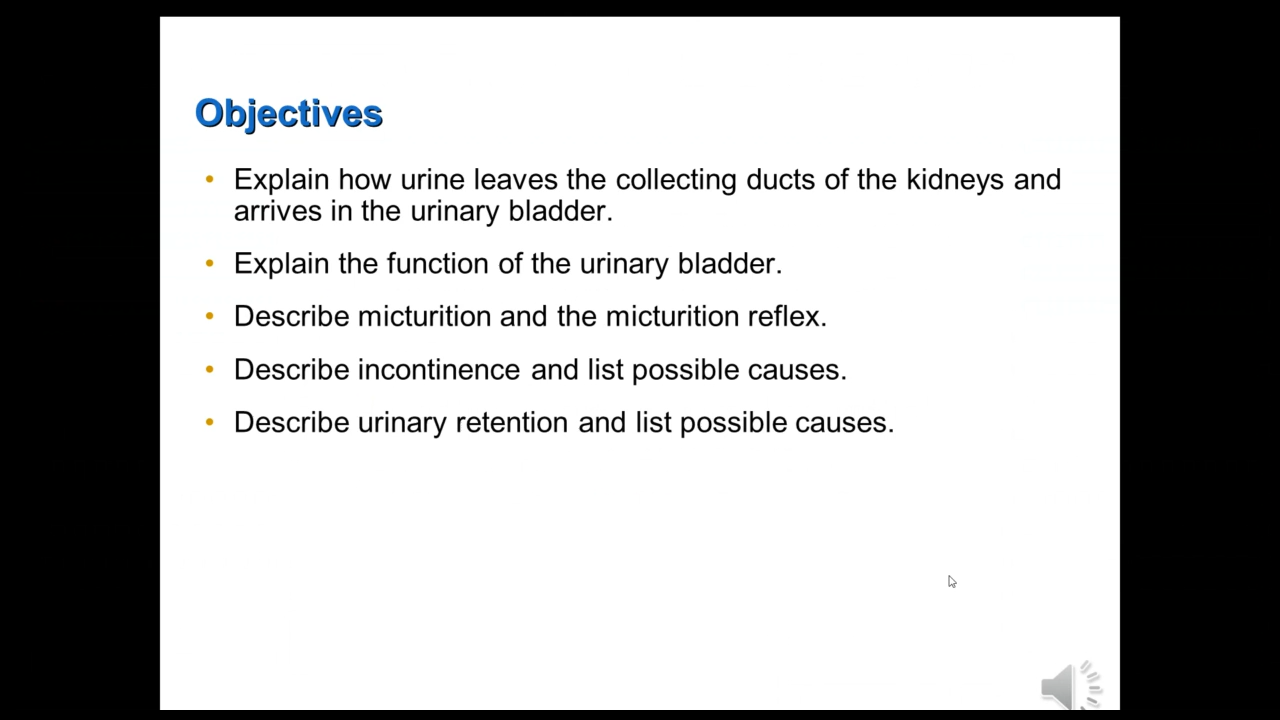 Objectives
• Explain how urine leaves the collecting ducts of the kidneys and
arrives in the urinary bladder.
• Explain the function of the urinary bladder.
• Describe micturition and the micturition reflex.
• Describe incontinence and list possible causes.
• Describe urinary retention and list possible causes.